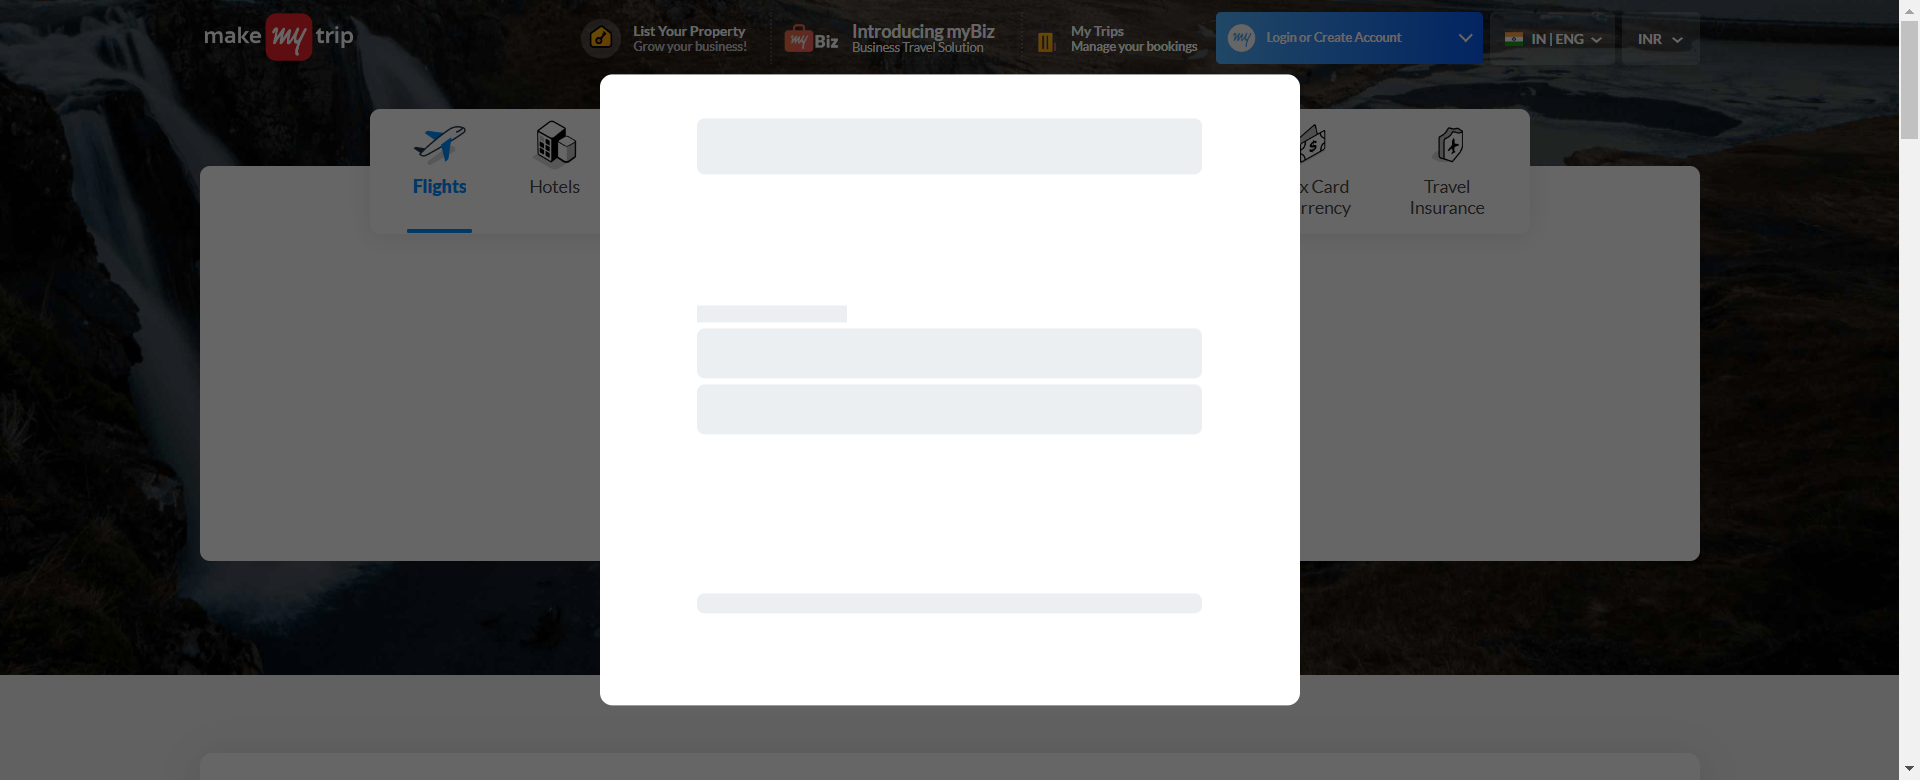 make my trip
List Your Property
Grow your business!
my Biz
Introducing myBiz
Business Travel Solution
My Trips
Manage your bookings
my
Login or Create Account
IN | ENG
INR
Flights
Hotels
x Card
rrency
Travel
Insurance